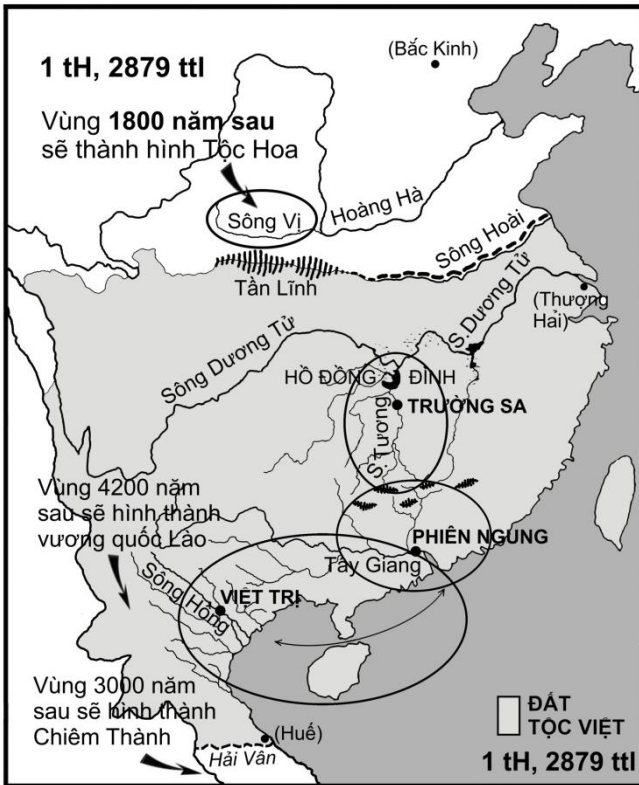 1 tH, 2879 ttl
(Bắc Kinh)
Vùng 1800 năm sau
sẽ thành hình Tộc Hoa
Sông Vị
Hoàng Hà
Sông Hoài
Tần Lĩnh
S. Dương Tử
(Thượng
Hải)
Sông Dương Tử
HỒ ĐỒNG ĐÌNH
TRƯỜNG SA
S. Tương
Vùng 4200 năm
sau sẽ hình thành
vương quốc Lào
PHIÊN NGUNG
Tây Giang
Sông Hồng
VIỆT TRỊ
Vùng 3000 năm
sau sẽ hình thành
Chiêm Thành
(Huế)
Hải Vân
ĐẤT
TỘC VIỆT
1 tH, 2879 ttl